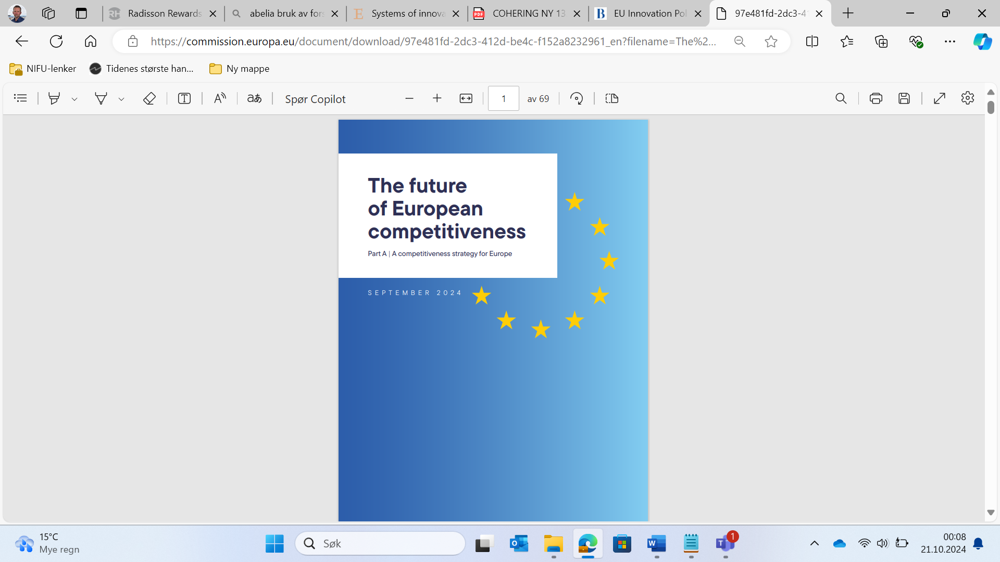 Radisson Rewards
abelia bruk av fors
Systems of innova
PDF
COHERING NY 13
B
EU Innovation Pol
97e481fd-2dc3-41
https://commission.europa.eu/document/download/97e481fd-2dc3-412d-be4c-f152a8232961_en?filename=The%2...
NIFU-lenker
Tidenes største han...
Ny mappe
Spør Copilot
1
av 69
The future
of European
competitiveness
Part A | A competitiveness strategy for Europe
SEPTEMBER 2024
15°C
Mye regn
Søk
1
00:08
21.10.2024